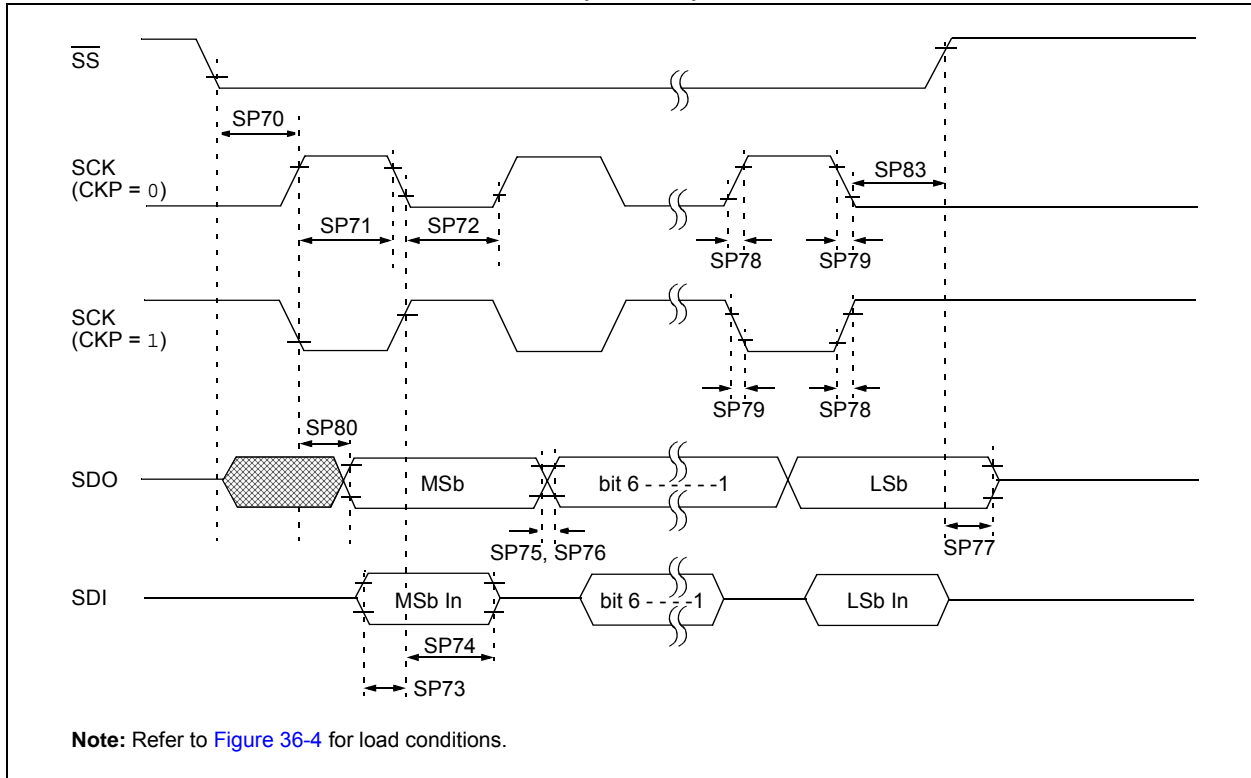 SS
SP70
SCK
(CKP = 0)
SP83
SP71
SP72
SP78
SP79
SCK
(CKP = 1)
SP79
SP78
SP80
SDO
MSb
bit 6 - - - - - -1
LSb
SP75, SP76
SP77
SDI
MSb In
bit 6 - - - -1
LSb In
SP74
SP73
Note: Refer to Figure 36-4 for load conditions.